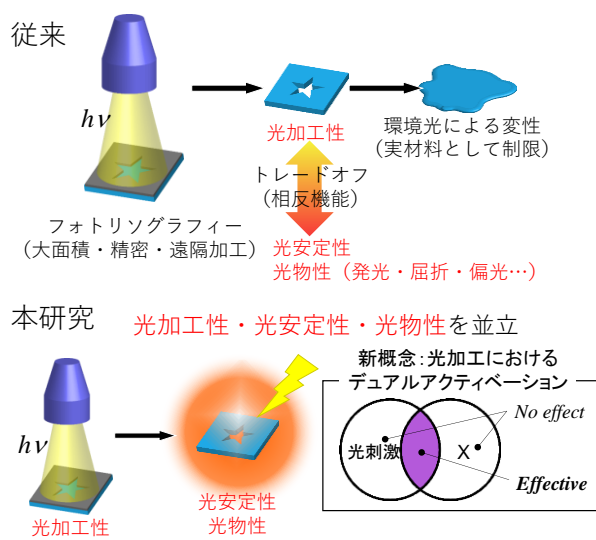 従来
hν
光加工性
環境光による変性
（実材料として制限）
トレードオフ
（相反機能）
フォトリソグラフィー
（大面積・精密・遠隔加工）
光安定性
光物性（発光・屈折・偏光…）
本研究
光加工性・光安定性・光物性を並立
新概念：光加工における
デュアルアクティベーション
hν
光加工性
光安定性
光物性
光刺激
X
No effect
Effective